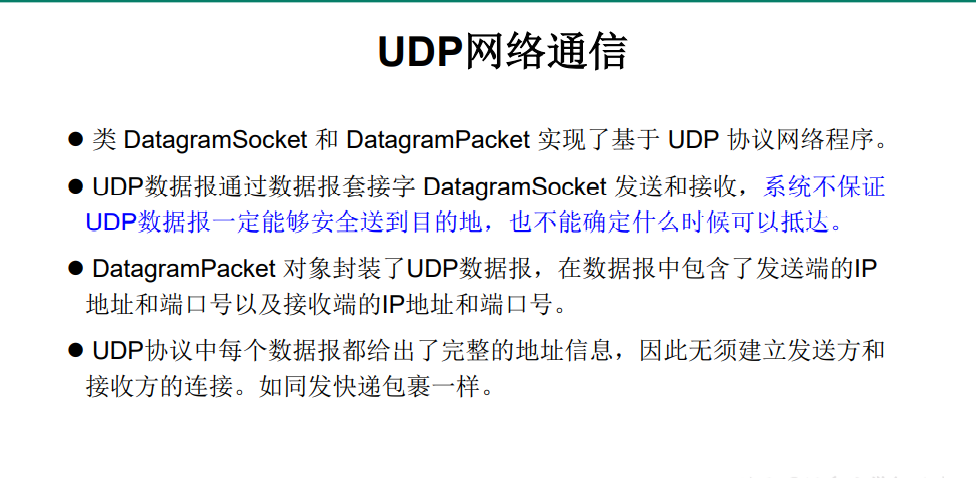 UDP网络通信
● 类 DatagramSocket 和 DatagramPacket 实现了基于 UDP 协议网络程序。
● UDP数据报通过数据报套接字 DatagramSocket 发送和接收，系统不保证
UDP数据报一定能够安全送到目的地，也不能确定什么时候可以抵达。
● DatagramPacket 对象封装了UDP数据报，在数据报中包含了发送端的IP
地址和端口号以及接收端的IP地址和端口号。
● UDP协议中每个数据报都给出了完整的地址信息，因此无须建立发送方和
接收方的连接。如同发快递包裹一样。